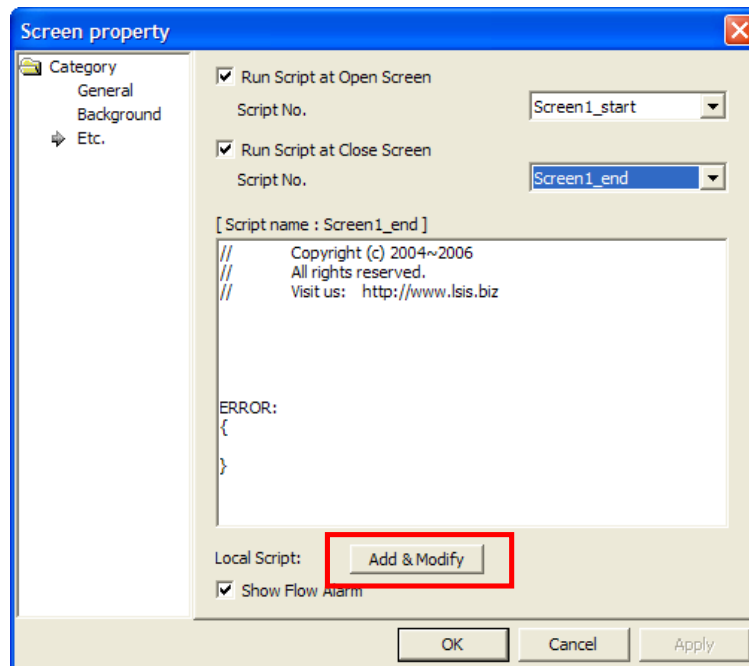 Screen property
Category
General
Background
Etc.
Run Script at Open Screen
Script No.
Screen1_start
Run Script at Close Screen
Script No.
Screen1_end
[ Script name : Screen1_end ]
// Copyright (c) 2004~2006
// All rights reserved.
// Visit us: http://www.lsis.biz
ERROR:
{
}
Local Script:
Add & Modify
Show Flow Alarm
OK
Cancel
Apply